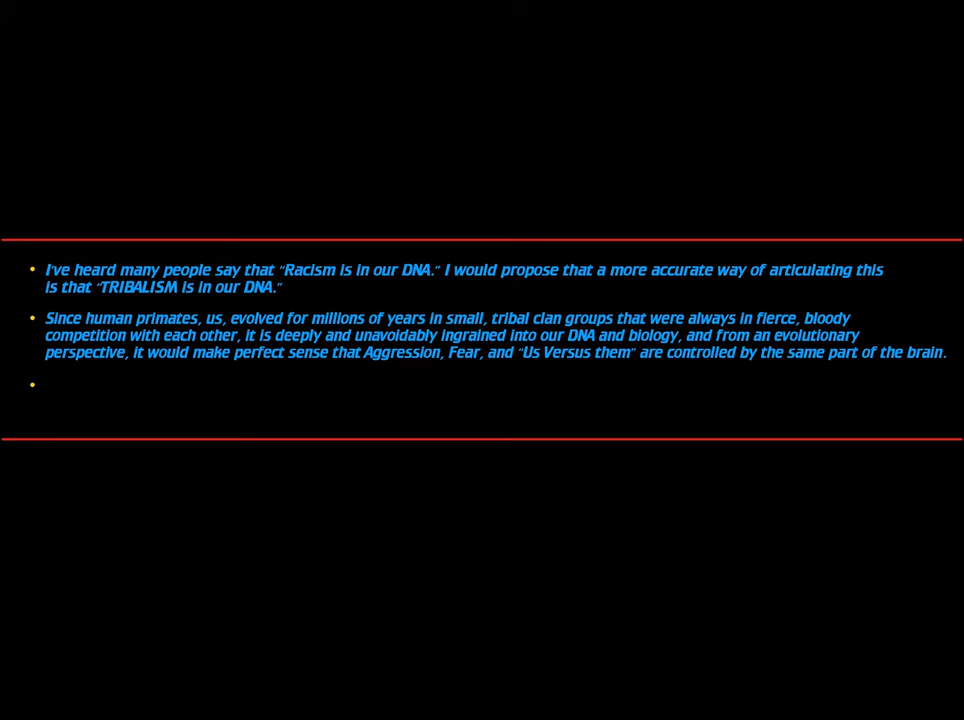 • I've heard many people say that "Racism is in our DNA." I would propose that a more accurate way of articulating this
is that "TRIBALISM is in our DNA."
• Since human primates, us, evolved for millions of years in small, tribal clan groups that were always in fierce, bloody
competition with each other, it is deeply and unavoidably ingrained into our DNA and biology, and from an evolutionary
perspective, it would make perfect sense that Aggression, Fear, and "Us Versus them" are controlled by the same part of the brain.
•